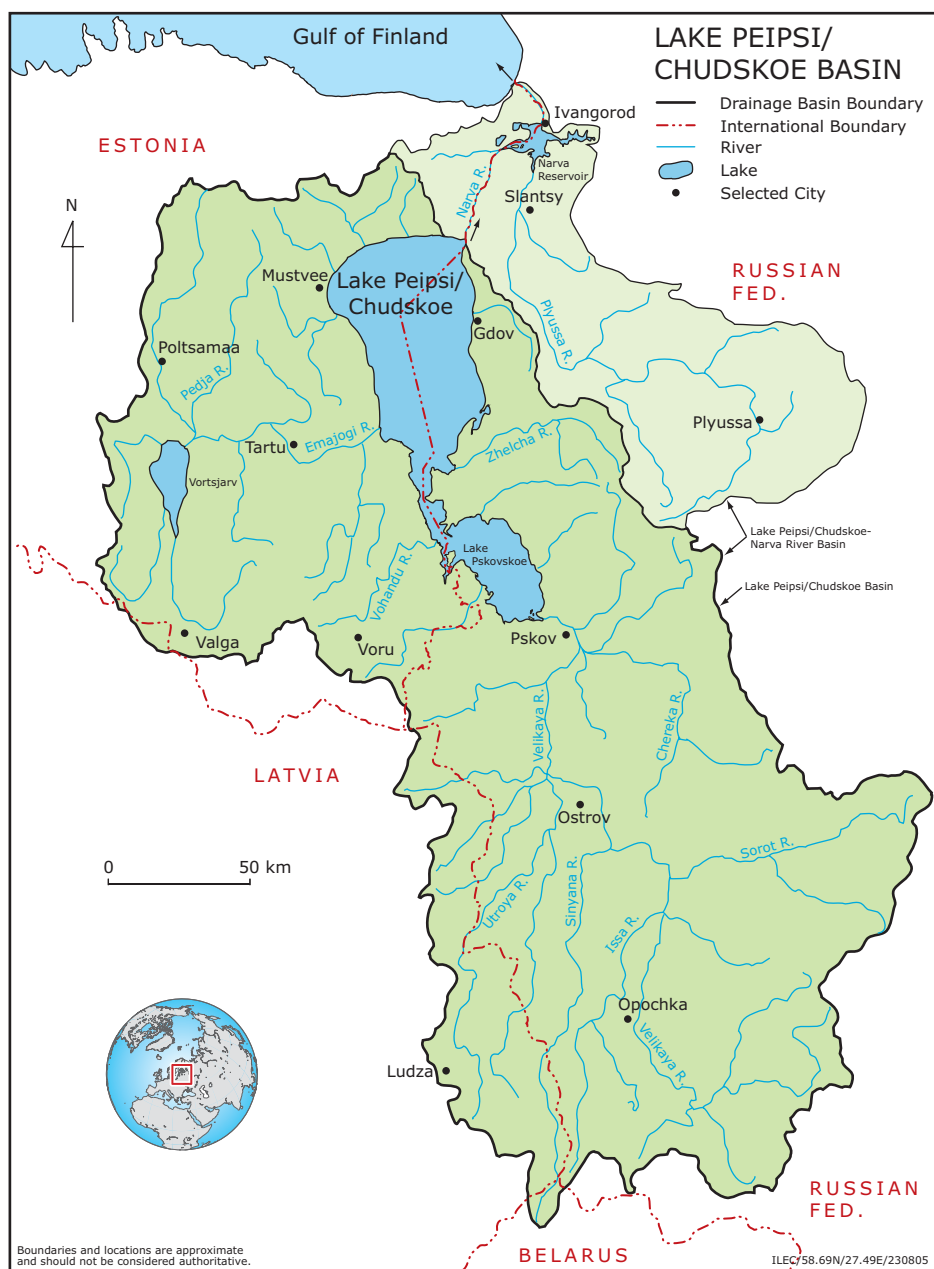 Gulf of Finland
LAKE PEIPSI/
CHUDSKOE BASIN
Drainage Basin Boundary
International Boundary
River
Lake
Selected City
Ivangorod
ESTONIA
Narva
Reservoir
Narva R.
Slantsy
N
RUSSIAN
FED.
Mustvee
Lake Peipsi/
Chudskoe
Gdov
Plyussa R.
Poltsamaa
Pedja R.
Plyussa
Tartu
Emajogi R.
Zhelcha R.
Vortsjarv
Lake Peipsi/Chudskoe-
Narva River Basin
Lake
Pskovskoe
Vohandu R.
Lake Peipsi/Chudskoe Basin
Valga
Voru
Pskov
Velikaya R.
Chereka R.
LATVIA
Ostrov
0 50 km
Sorot R.
Sinyana R.
Utroya R.
Issa R.
Opochka
Velikaya R.
Ludza
RUSSIAN
FED.
BELARUS
Boundaries and locations are approximate
and should not be considered authoritative.
ILEC/58.69N/27.49E/230805